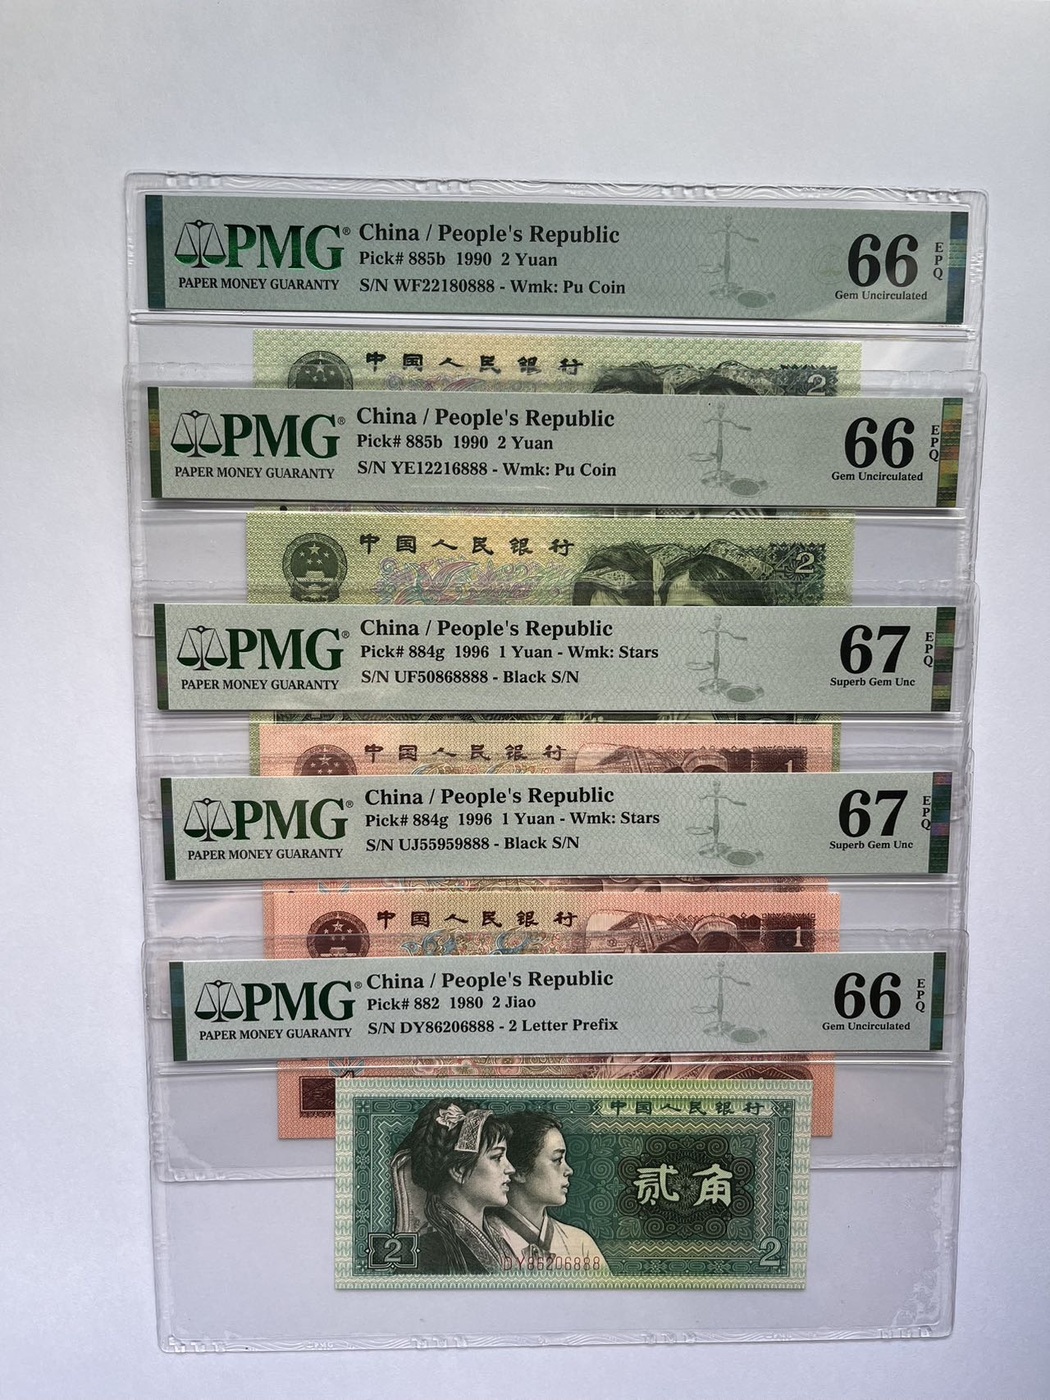 PMG®
PAPER MONEY GUARANTY
China / People's Republic
Pick# 885b 1990 2 Yuan
S/N WF22180888 - Wmk: Pu Coin
66
EPQ
Gem Uncirculated
中国人民银行
2
PMG®
PAPER MONEY GUARANTY
China / People's Republic
Pick# 885b 1990 2 Yuan
S/N YE12216888 - Wmk: Pu Coin
66
EPQ
Gem Uncirculated
中国人民银行
2
PMG®
PAPER MONEY GUARANTY
China / People's Republic
Pick# 884g 1996 1 Yuan - Wmk: Stars
S/N UF50868888 - Black S/N
67
EPQ
Superb Gem Unc
中国人民银行
1
PMG®
PAPER MONEY GUARANTY
China / People's Republic
Pick# 884g 1996 1 Yuan - Wmk: Stars
S/N UJ55959888 - Black S/N
67
EPQ
Superb Gem Unc
中国人民银行
1
PMG®
PAPER MONEY GUARANTY
China / People's Republic
Pick# 882 1980 2 Jiao
S/N DY86206888 - 2 Letter Prefix
66
EPQ
Gem Uncirculated
中国人民银行
贰角
2
DY86206888
2